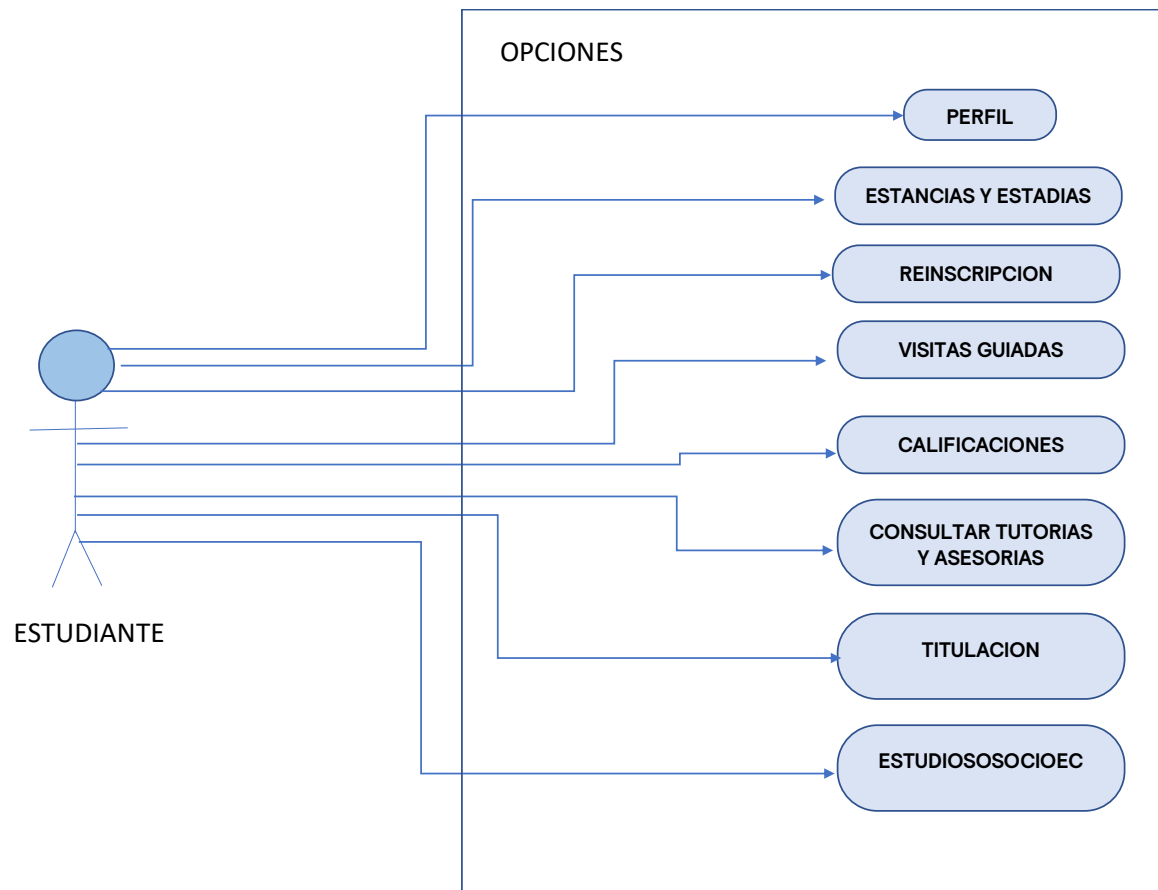 OPCIONES
PERFIL
ESTANCIAS Y ESTADIAS
REINSCRIPCION
VISITAS GUIADAS
CALIFICACIONES
CONSULTAR TUTORIAS
Y ASESORIAS
ESTUDIANTE
TITULACION
ESTUDIOSOSOCIOEC